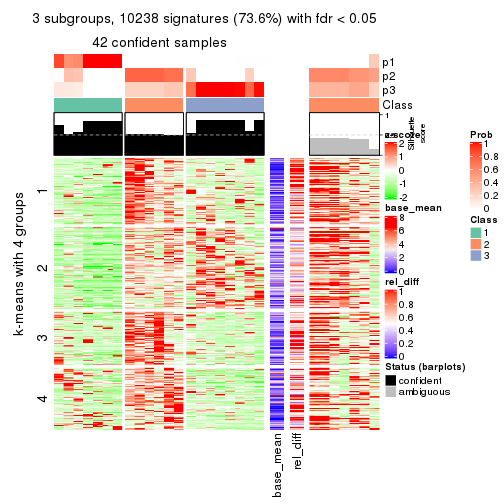 3 subgroups, 10238 signatures (73.6%) with fdr < 0.05
42 confident samples
p1
p2
p3
Class
1
Silhouette
score
z-score
2
1
0
-1
-2
base_mean
8
6
4
2
0
rel_diff
1
0.8
0.6
0.4
0.2
0
Status (barplots)
confident
ambiguous
Prob
1
0.8
0.6
0.4
0.2
0
Class
1
2
3
k-means with 4 groups
1
2
3
4
base_mean
rel_diff